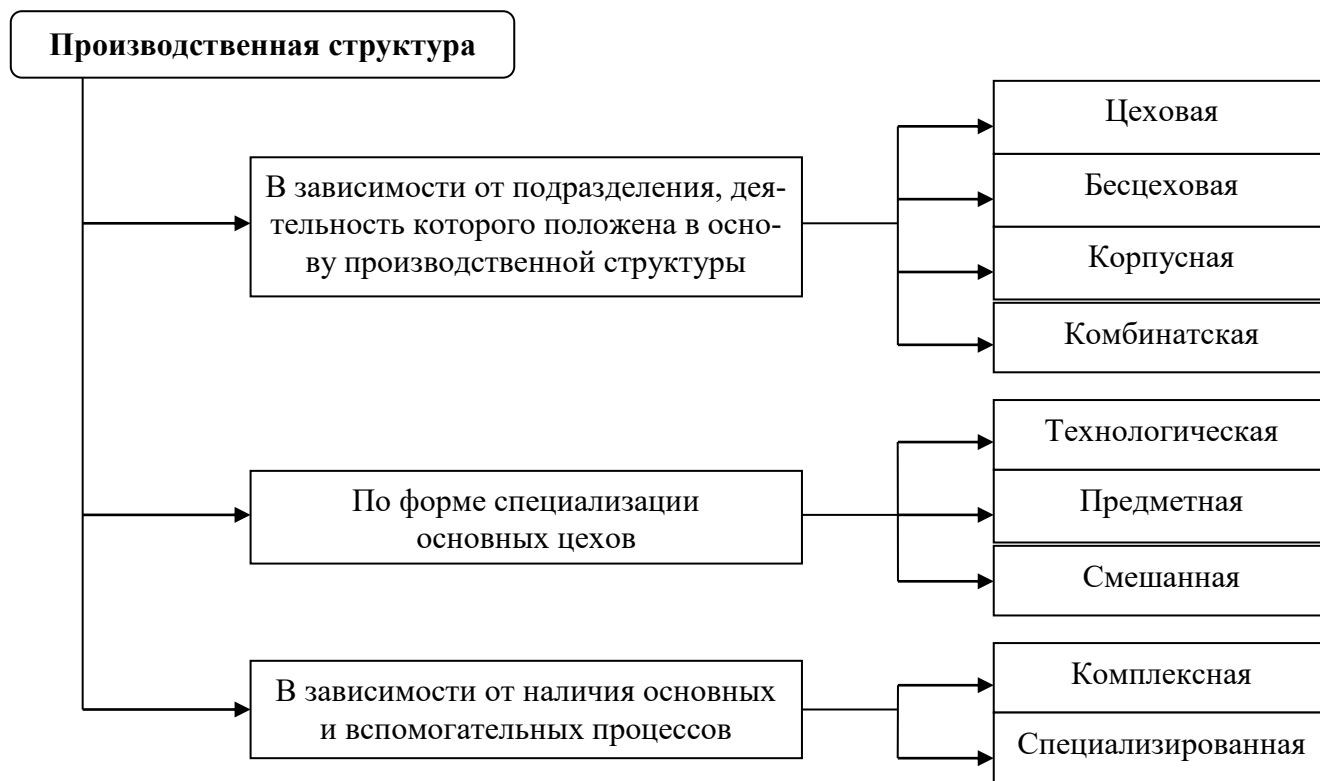 Производственная структура
В зависимости от подразделения, дея-
тельность которого положена в осно-
ву производственной структуры
Цеховая
Бесцеховая
Корпусная
Комбинатская
По форме специализации
основных цехов
Технологическая
Предметная
Смешанная
В зависимости от наличия основных
и вспомогательных процессов
Комплексная
Специализированная